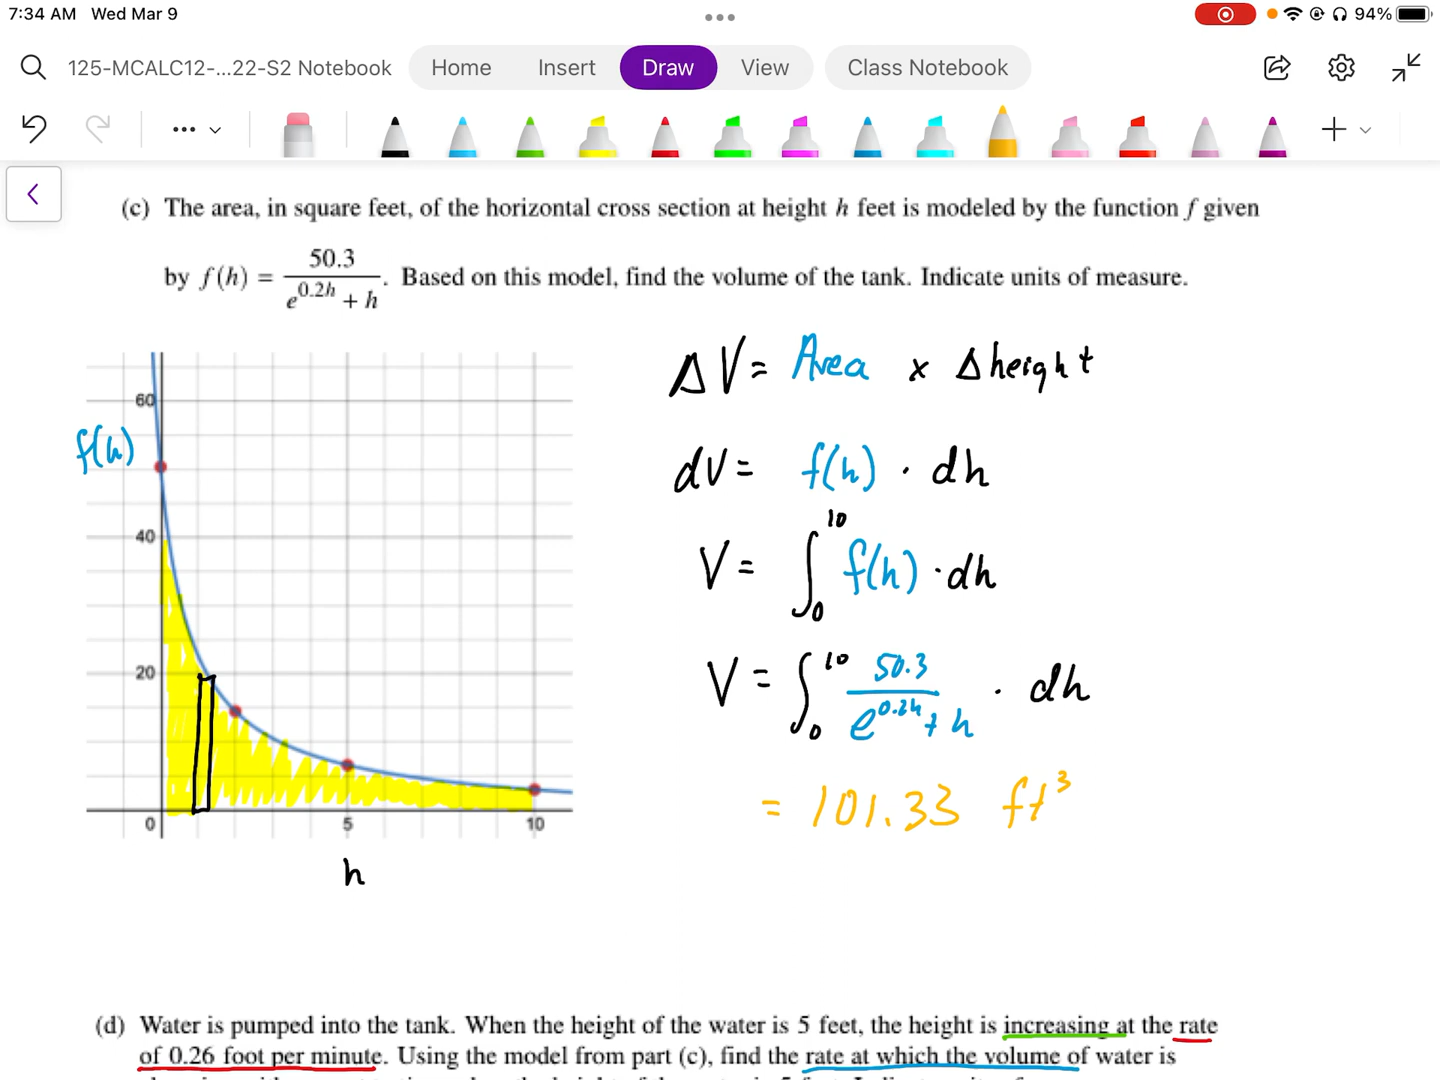 7:34 AM Wed Mar 9
94%
125-MCALC12-...22-S2 Notebook Home Insert Draw View Class Notebook
(c) The area, in square feet, of the horizontal cross section at height h feet is modeled by the function f given
by f(h) = 50.3 / (e^0.2h + h). Based on this model, find the volume of the tank. Indicate units of measure.
ΔV = Area x Δheight
60
f(h)
dV = f(h) · dh
40
V = ∫₀¹⁰ f(h) · dh
20
V = ∫₀¹⁰ 50.3 / (e^0.2h + h) · dh
= 101.33 ft³
0 5 10
h
(d) Water is pumped into the tank. When the height of the water is 5 feet, the height is increasing at the rate
of 0.26 foot per minute. Using the model from part (c), find the rate at which the volume of water is